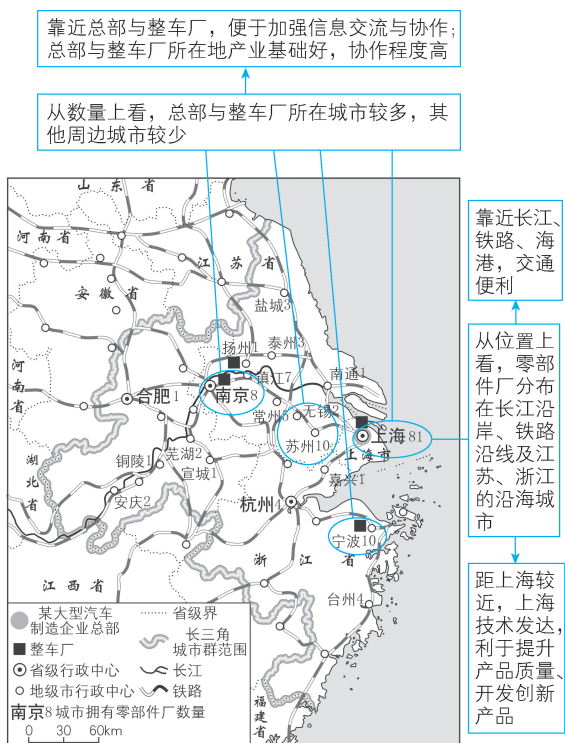 靠近总部与整车厂，便于加强信息交流与协作；
总部与整车厂所在地产业基础好，协作程度高
从数量上看，总部与整车厂所在城市较多，其
他周边城市较少
山东省
河南省
江苏省
安徽省
盐城3
河南省
扬州1
泰州3
镇江7
南通1
合肥1
南京8
常州6
无锡2
上海81
苏州10
上海市
湖北省
芜湖2
铜陵1
宣城1
嘉兴1
安庆2
杭州4
宁波10
浙江省
江西省
台州4
福建省
某大型汽车
制造企业总部
省级界
整车厂
长三角
城市群范围
省级行政中心
长江
地级市行政中心
铁路
南京8城市拥有零部件厂数量
0 30 60km
靠近长江、
铁路、海
港，交通
便利
从位置上
看，零部
件厂分布
在长江沿
岸、铁路
沿线及江
苏、浙江
的沿海城
市
距上海较
近，上海
技术发达，
利于提升
产品质量、
开发创新
产品